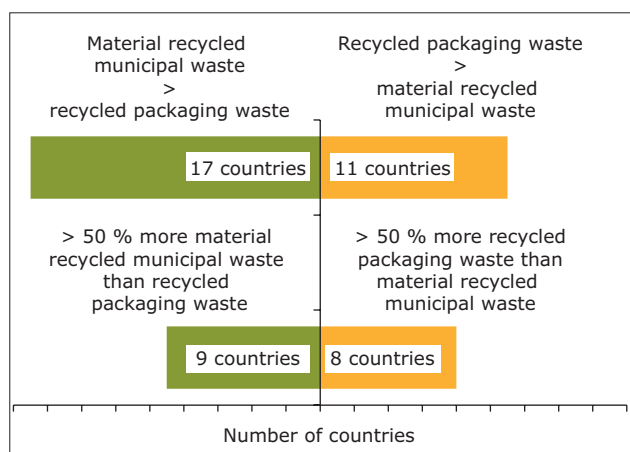 Material recycled
municipal waste
>
recycled packaging waste
Recycled packaging waste
>
material recycled
municipal waste
17 countries
11 countries
> 50 % more material
recycled municipal waste
than recycled
packaging waste
> 50 % more recycled
packaging waste than
material recycled
municipal waste
9 countries
8 countries
Number of countries